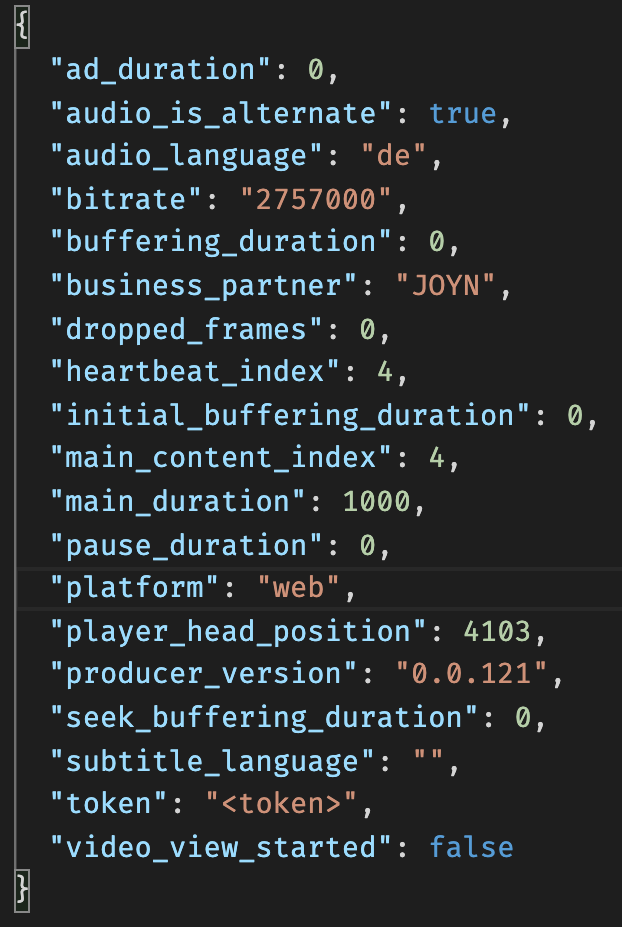 {
  "ad_duration": 0,
  "audio_is_alternate": true,
  "audio_language": "de",
  "bitrate": "2757000",
  "buffering_duration": 0,
  "business_partner": "JOYN",
  "dropped_frames": 0,
  "heartbeat_index": 4,
  "initial_buffering_duration": 0,
  "main_content_index": 4,
  "main_duration": 1000,
  "pause_duration": 0,
  "platform": "web",
  "player_head_position": 4103,
  "producer_version": "0.0.121",
  "seek_buffering_duration": 0,
  "subtitle_language": "",
  "token": "<token>",
  "video_view_started": false
}